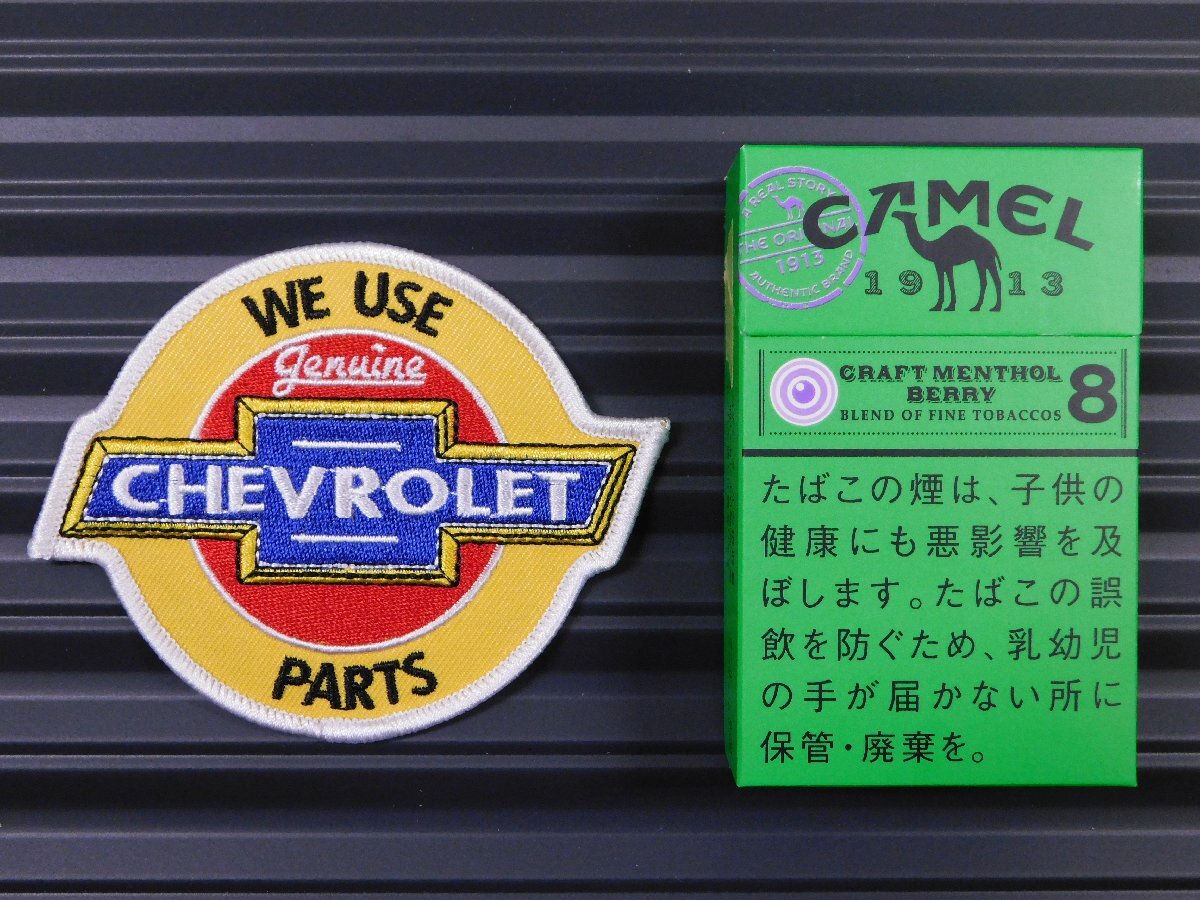 WE USE
genuine
CHEVROLET
PARTS
A REAL STORY
THE ORIGINAL
1913
AUTHENTIC BRAND
CAMEL
1913
CRAFT MENTHOL
BERRY
BLEND OF FINE TOBACCOS
8
たばこの煙は、子供の
健康にも悪影響を及
ぼします。たばこの誤
飲を防ぐため、乳幼児
の手が届かない所に
保管・廃棄を。